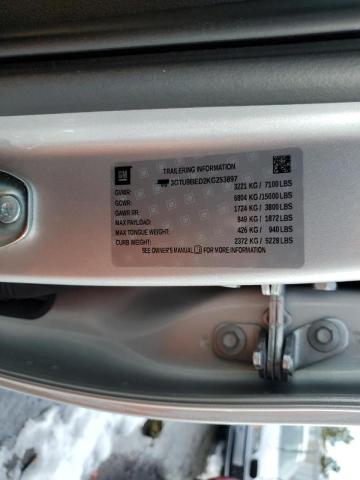 GM
TRAILERING INFORMATION
3GTU9BED2KG253897
GVWR: 3221 KG / 7100 LBS
GCWR: 6804 KG /15000 LBS
GAWR RR: 1724 KG / 3800 LBS
MAX PAYLOAD: 849 KG / 1872 LBS
MAX TONGUE WEIGHT: 426 KG / 940 LBS
CURB WEIGHT: 2372 KG / 5228 LBS
SEE OWNER'S MANUAL FOR MORE INFORMATION